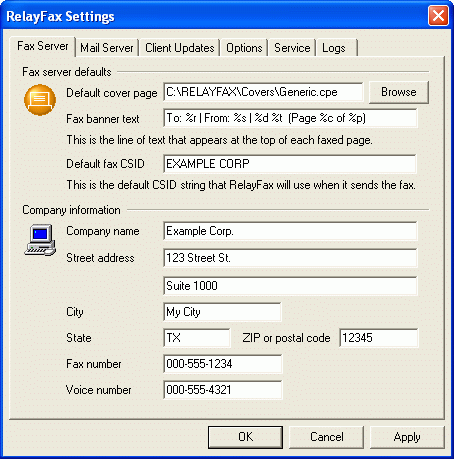 RelayFax Settings
Fax Server Mail Server Client Updates Options Service Logs
Fax server defaults
Default cover page C:\RELAYFAX\Covers\Generic.cpe Browse
Fax banner text To: %r | From: %s | %d %t (Page %c of %p)
This is the line of text that appears at the top of each faxed page.
Default fax CSID EXAMPLE CORP
This is the default CSID string that RelayFax will use when it sends the fax.
Company information
Company name Example Corp.
Street address 123 Street St.
Suite 1000
City My City
State TX ZIP or postal code 12345
Fax number 000-555-1234
Voice number 000-555-4321
OK Cancel Apply